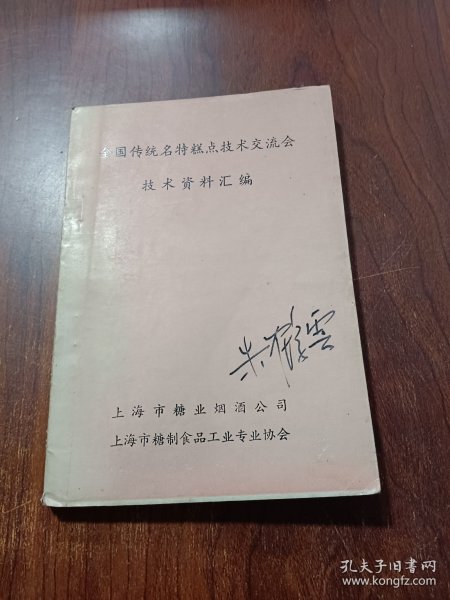 全国传统名特糕点技术交流会
技术资料汇编
上海市糖业烟酒公司
上海市糖制食品工业专业协会
孔夫子旧书网
www.kongfz.com